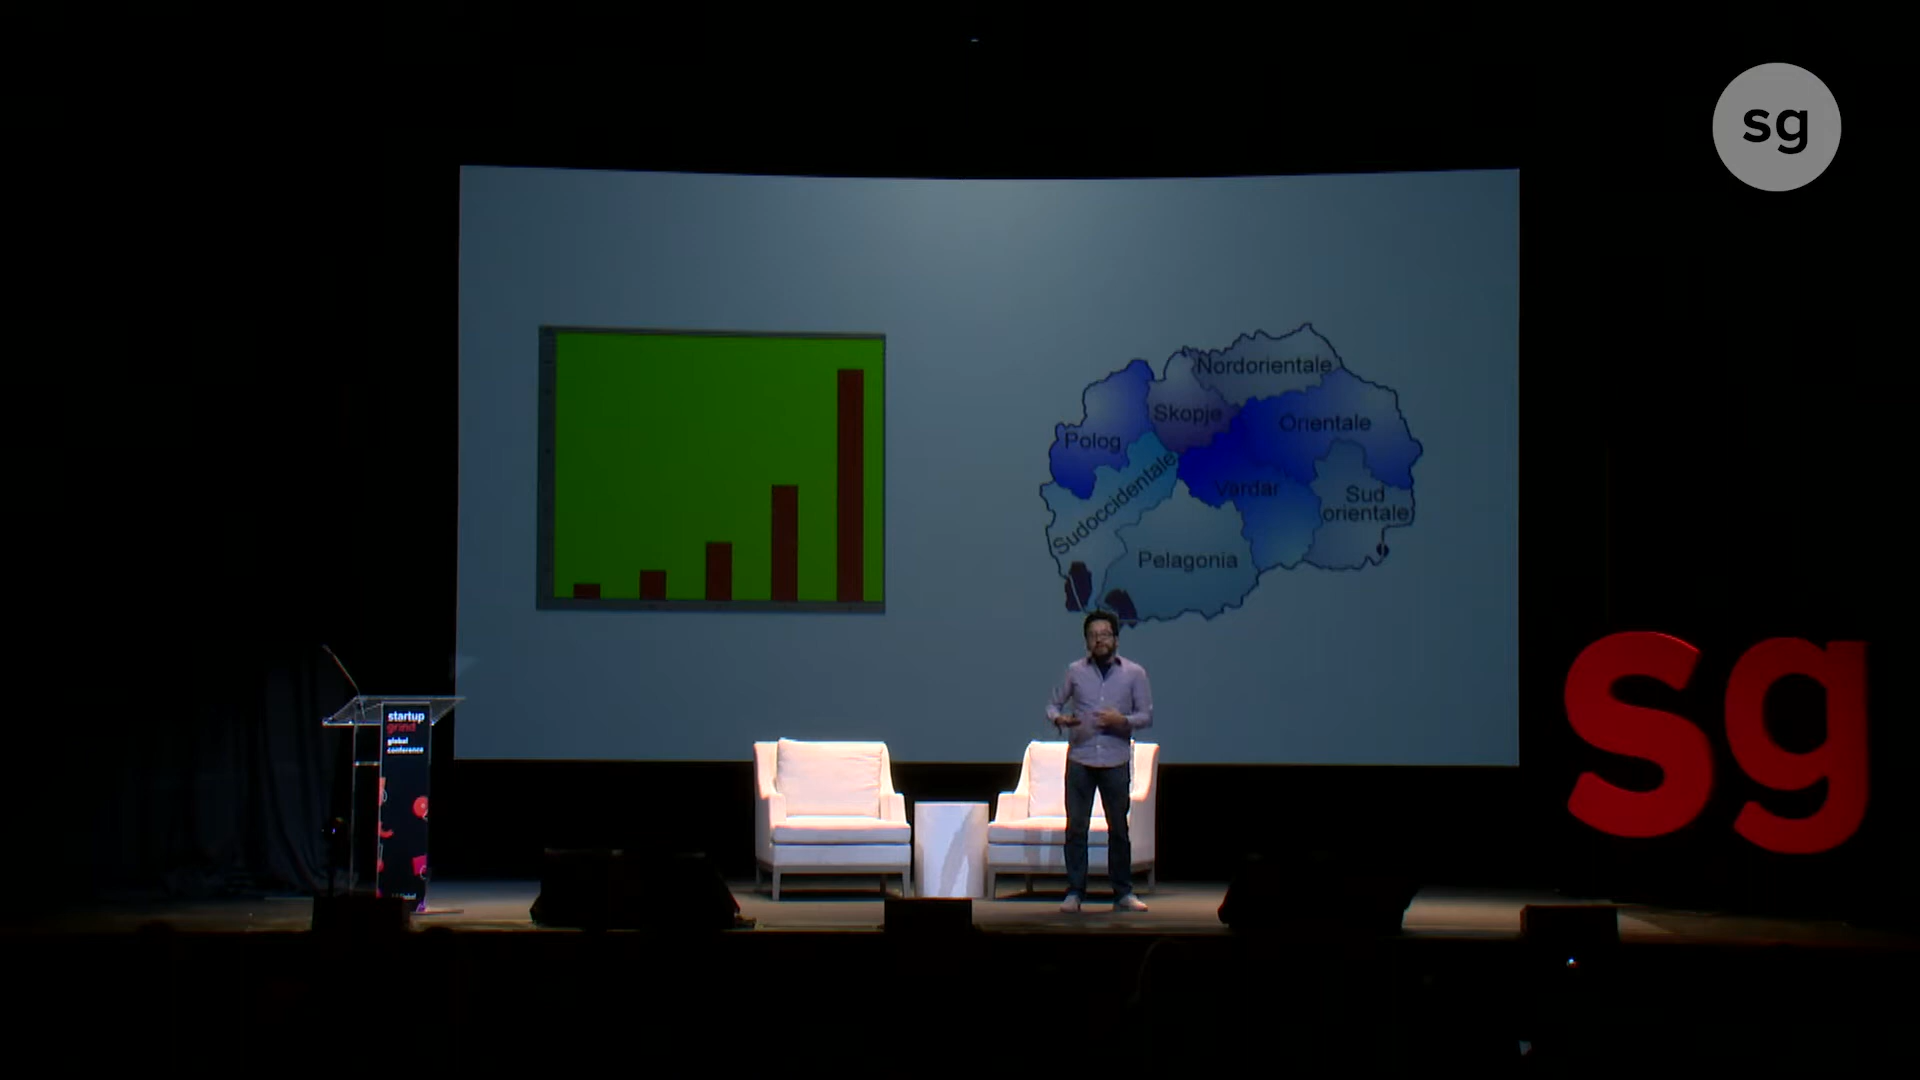 sg
Nordorientale
Skopje
Orientale
Polog
Sudoccidentale
Vardar
Sud
orientale
Pelagonia
startup
grind
global
conference
sg